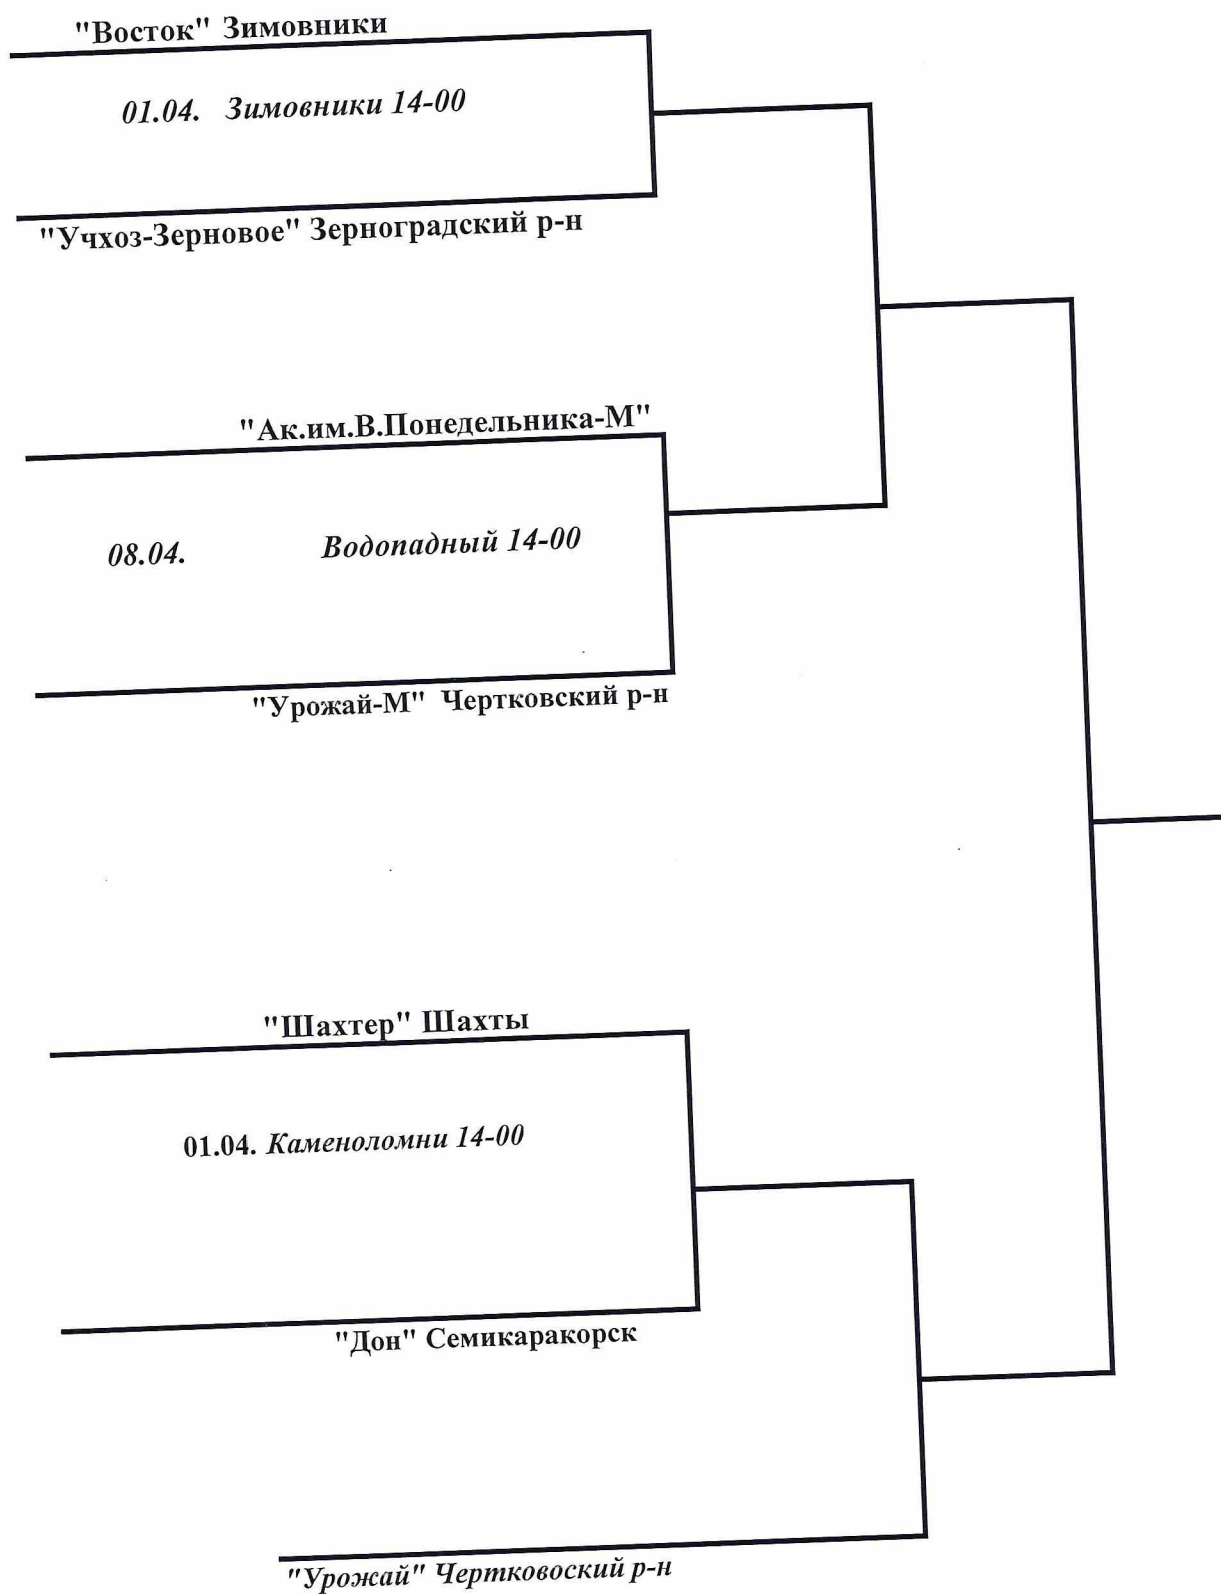 "Восток" Зимовники
01.04. Зимовники 14-00
"Учхоз-Зерновое" Зерноградский р-н
"Ак.им.В.Понедельника-М"
08.04. Водопадный 14-00
"Урожай-М" Чертковский р-н
"Шахтер" Шахты
01.04. Каменоломни 14-00
"Дон" Семикаракорск
"Урожай" Чертковоский р-н